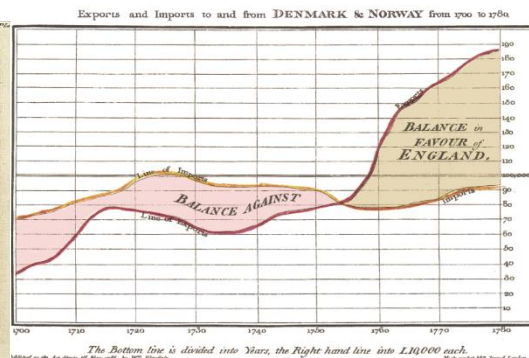 Exports and Imports to and from DENMARK & NORWAY from 1700 to 1780
190
180
170
160
150
140
130
120
110
100,000
90
80
70
60
50
40
30
20
10
Line of Imports
Line of Exports
BALANCE AGAINST
Exports
BALANCE in
FAVOUR of
ENGLAND.
Imports
1700 1710 1720 1730 1740 1750 1760 1770 1780
The Bottom line is divided into Years, the Right hand line into L10,000 each.